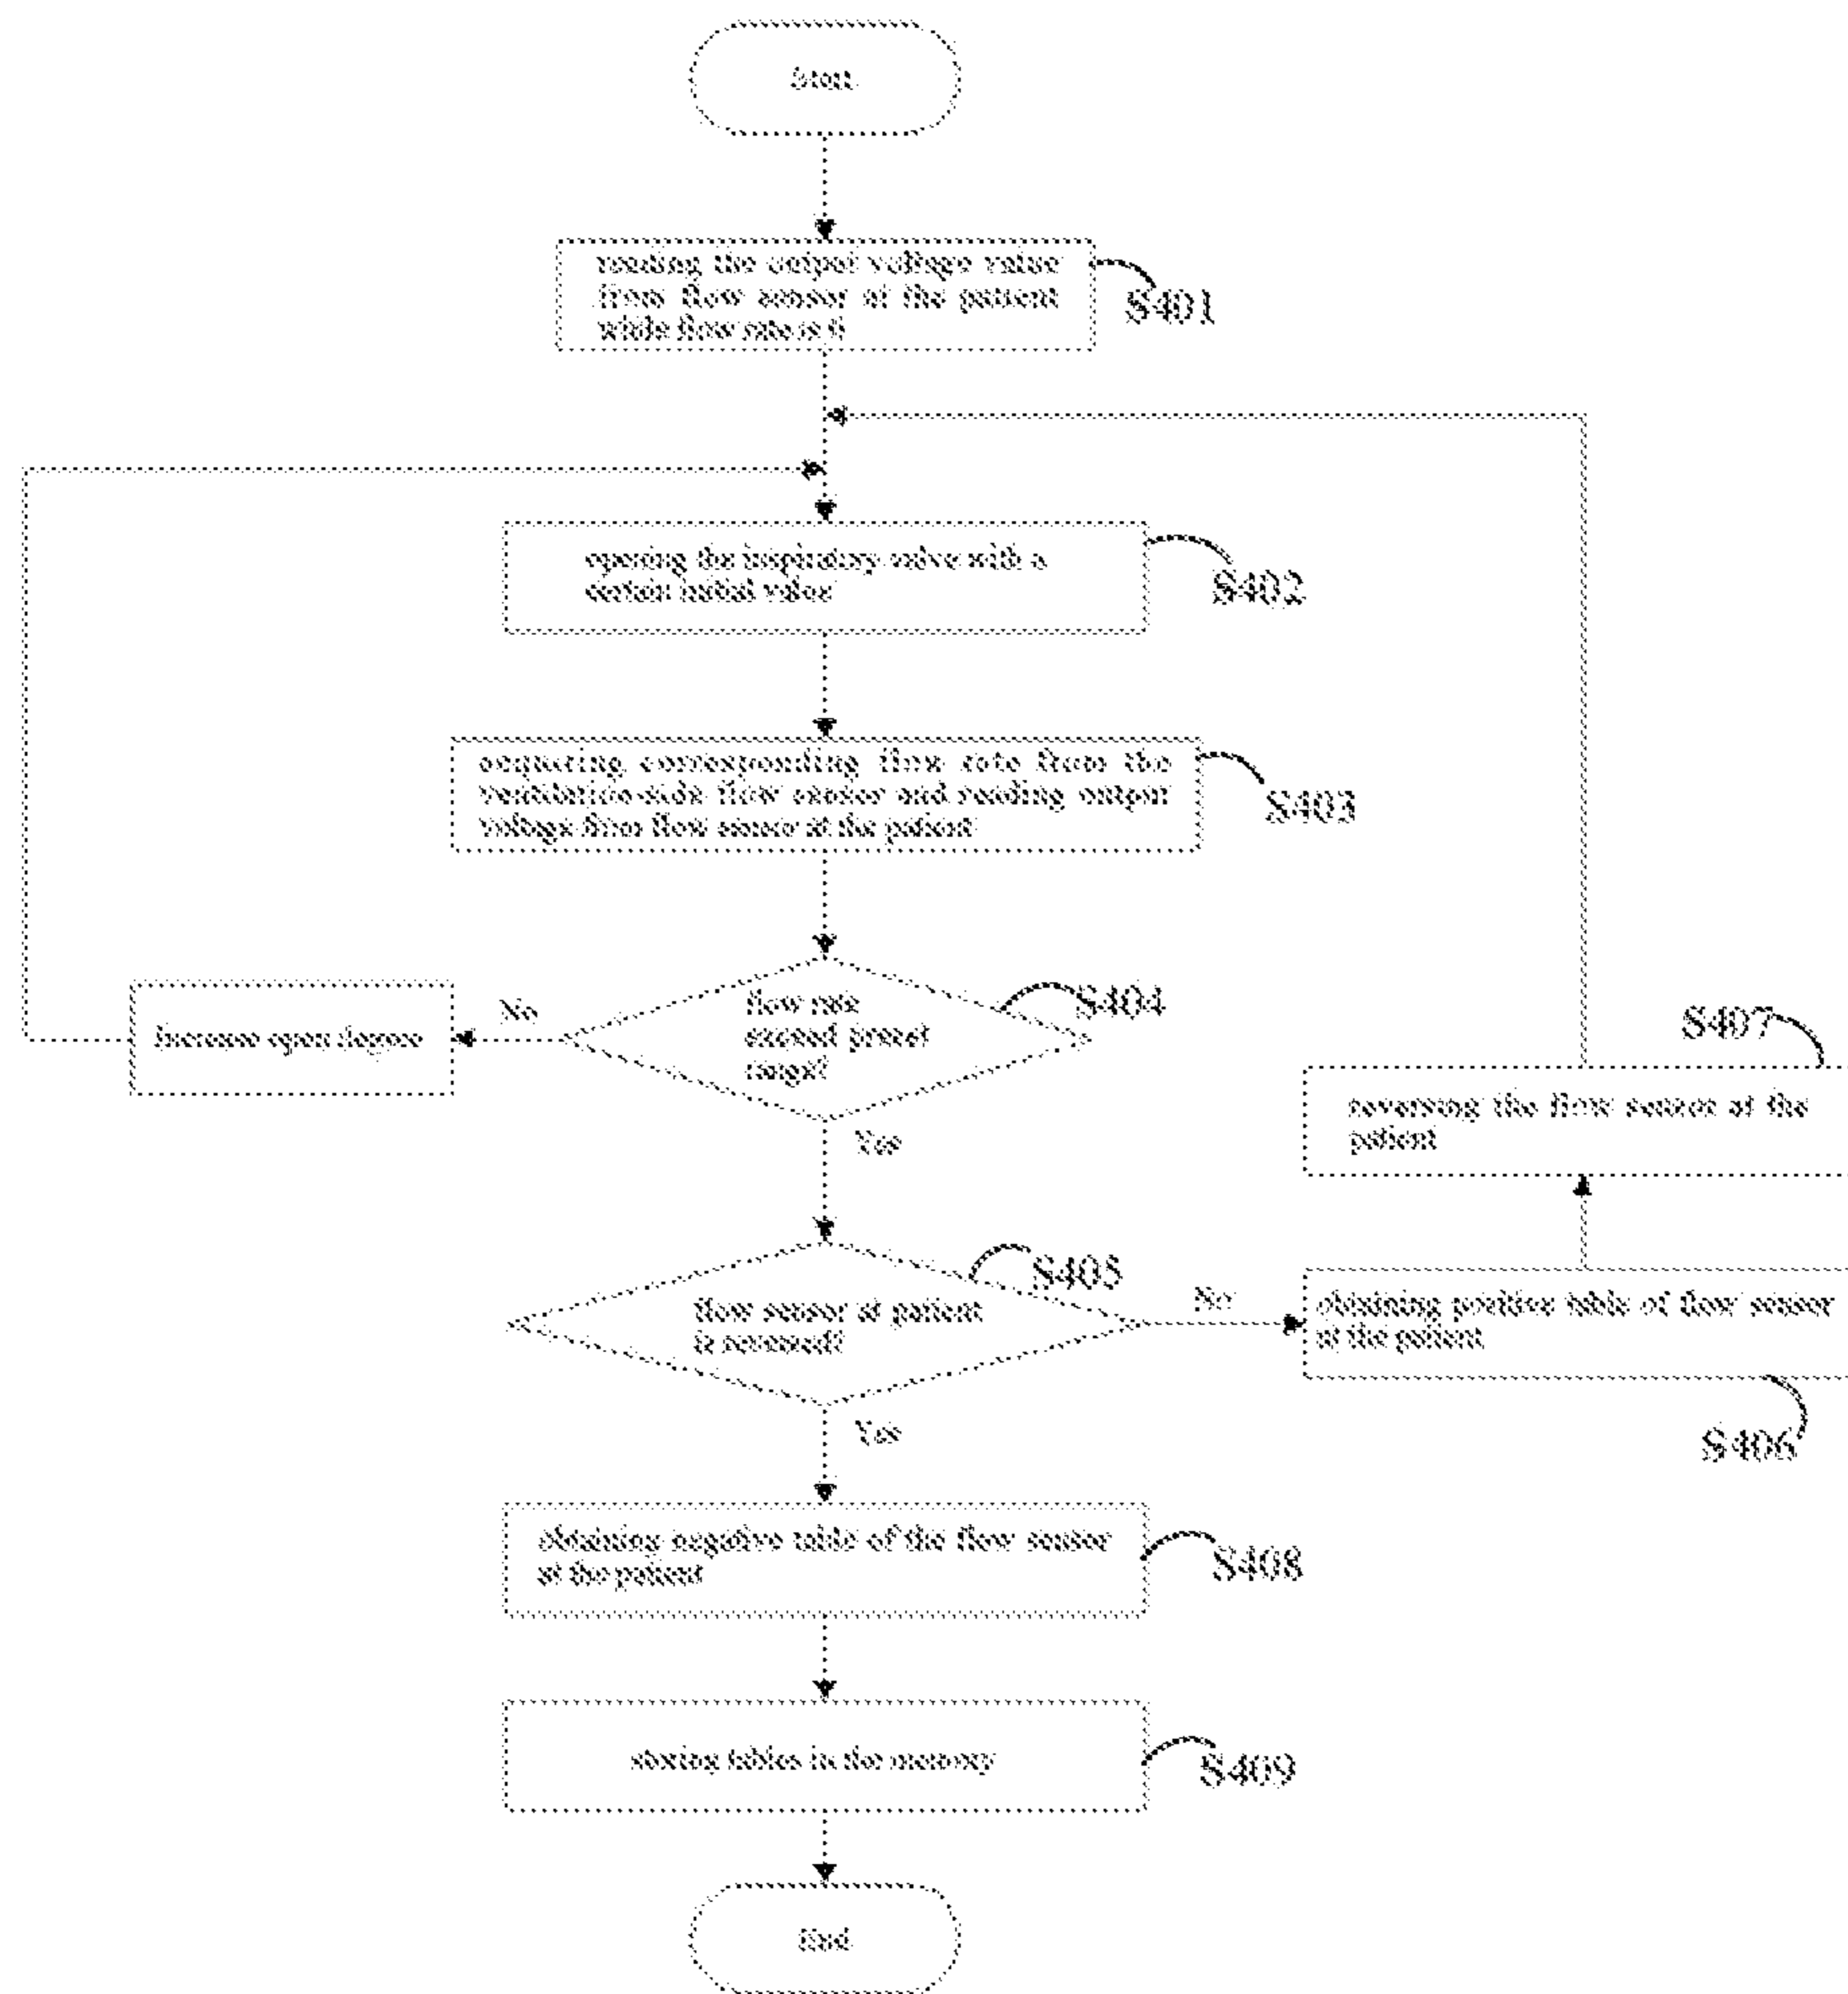 Start
reading the output voltage value
from flow sensor at the patient
while flow rate is 0
S401
opening the inspiratory valve with a
certain initial value
S402
acquiring corresponding flow rate from the
ventilation-side flow sensor and reading output
voltage from flow sensor at the patient
S403
flow rate
exceed preset
range?
S404
No
Increase open degree
Yes
S407
reversing the flow sensor at the
patient
flow sensor at patient
is reversed?
S405
No
obtaining positive table of flow sensor
at the patient
S406
Yes
obtaining negative table of the flow sensor
at the patient
S408
storing tables in the memory
S409
End